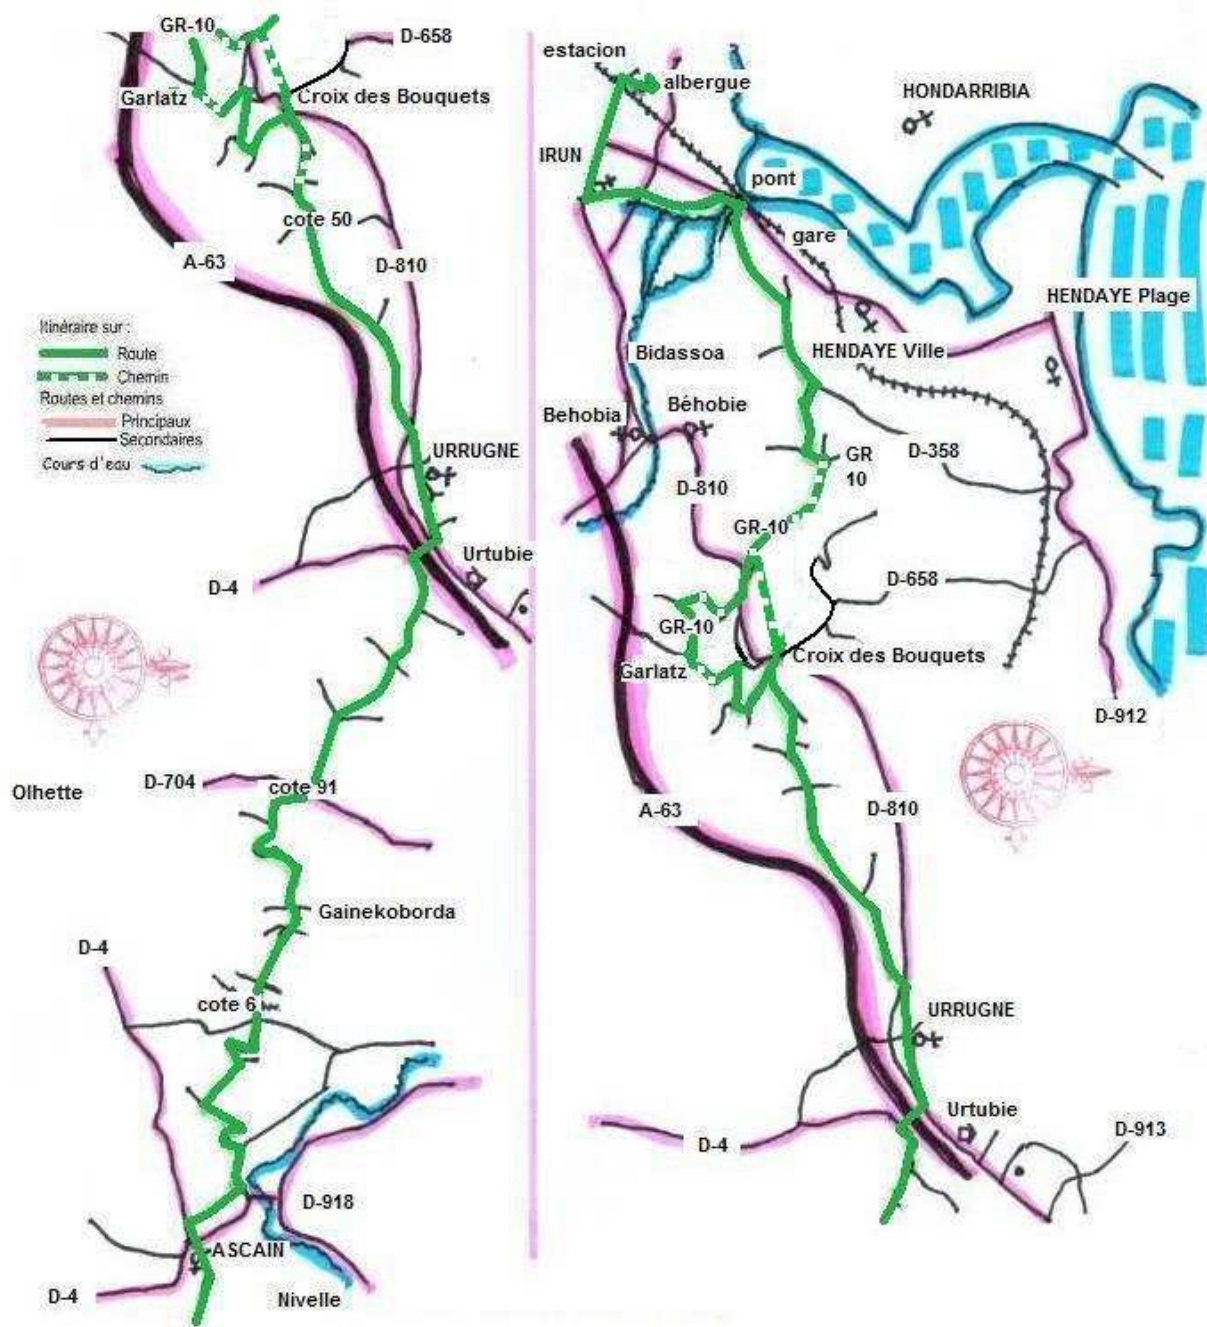 GR-10
D-658
Garlatz
Croix des Bouquets
cote 50
A-63
D-810
Itinéraire sur :
Route
Chemin
Routes et chemins
Principaux
Secondaires
Cours d'eau
URRUGNE
Urtubie
D-4
D-704
cote 91
Olhette
Gainekoborda
D-4
cote 6
D-918
ASCAIN
D-4
Nivelle
estacion
albergue
HONDARRIBIA
IRUN
pont
gare
HENDAYE Plage
Bidassoa
HENDAYE Ville
Behobia
Béhobie
GR
10
D-358
D-810
GR-10
D-658
GR-10
Croix des Bouquets
Garlatz
D-912
A-63
D-810
URRUGNE
Urtubie
D-913
D-4